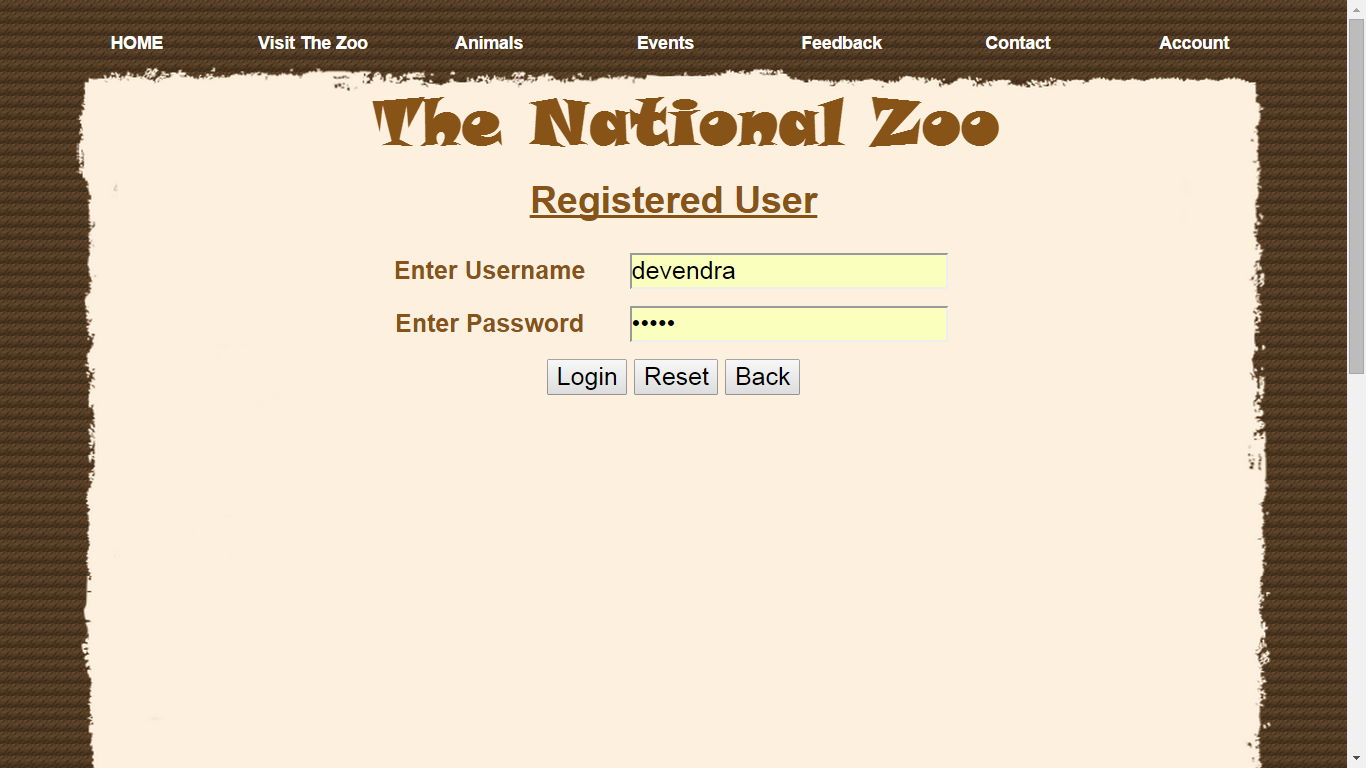 HOME Visit The Zoo Animals Events Feedback Contact Account
The National Zoo
Registered User
Enter Username devendra
Enter Password •••••
Login Reset Back